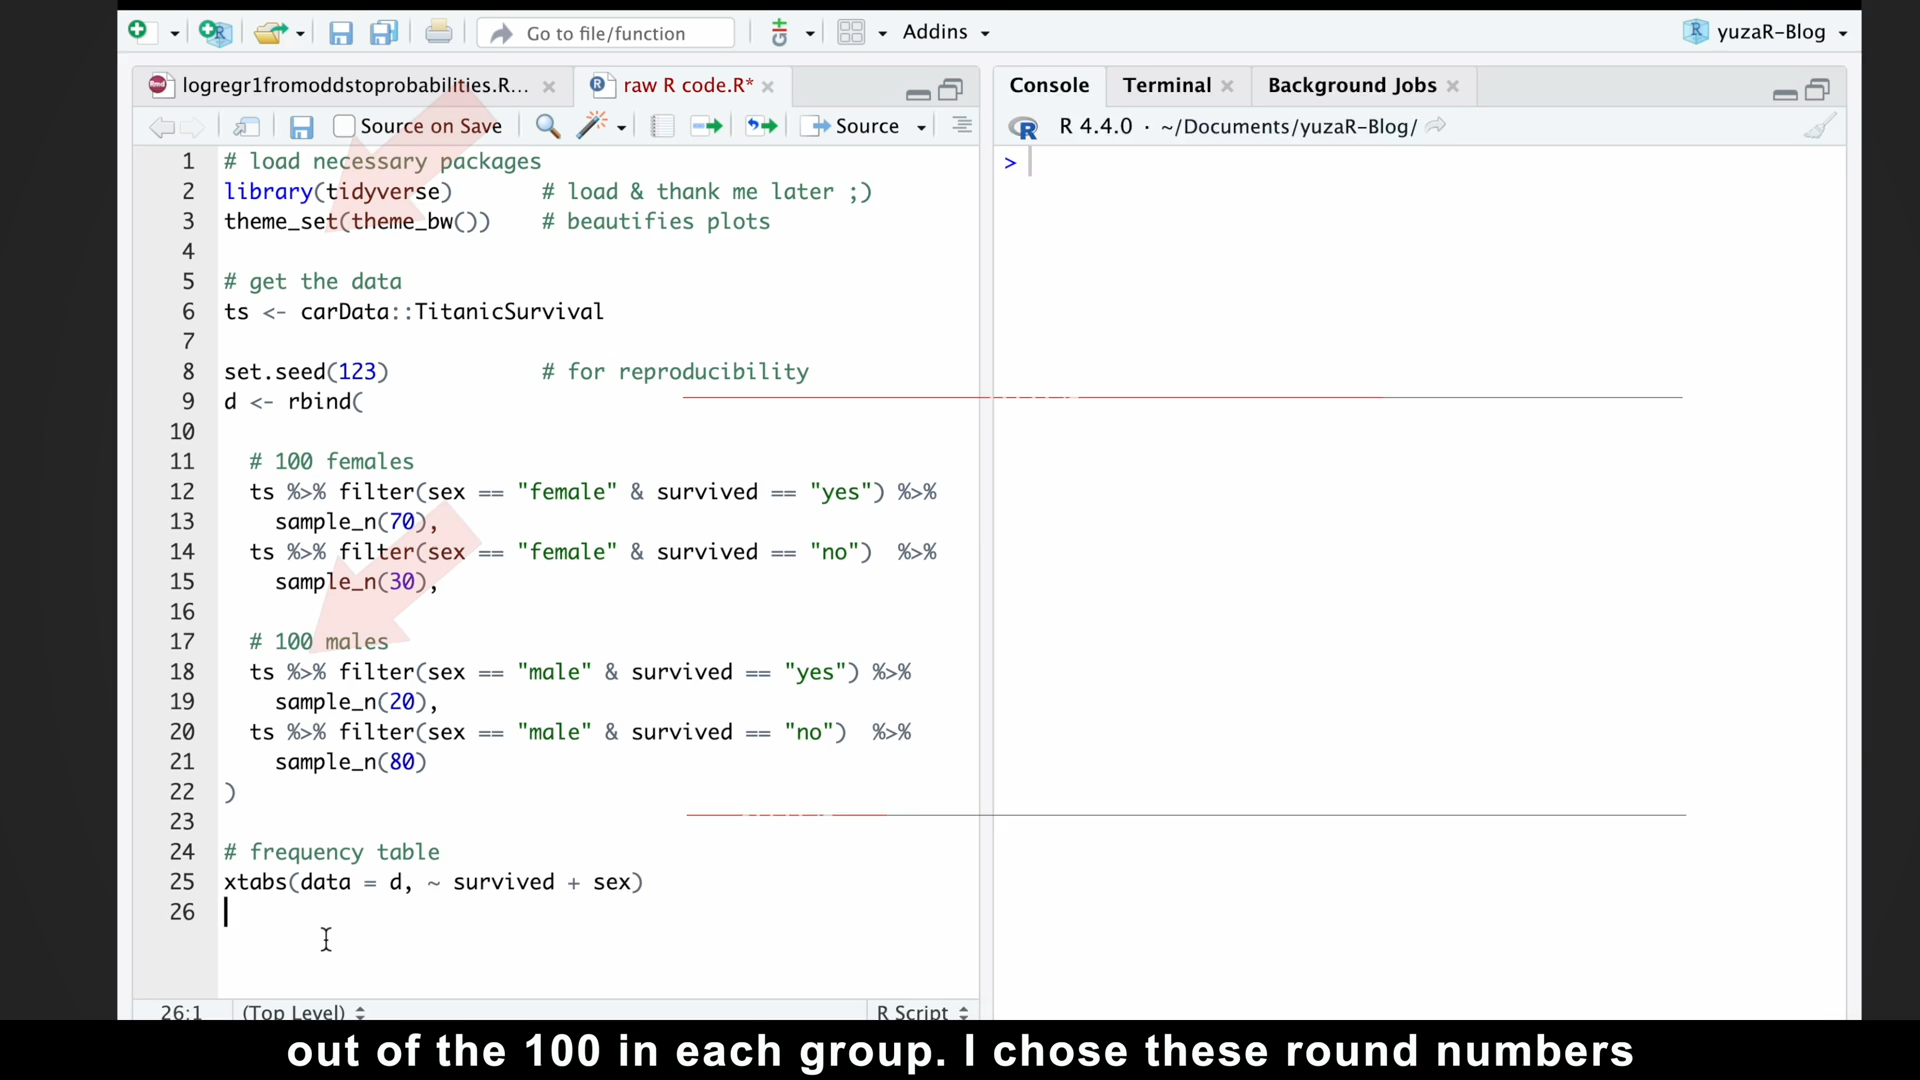 Go to file/function
Addins
yuzaR-Blog
logregr1fromoddstoprobabilities.R...
raw R code.R*
Source on Save
Source
1 # load necessary packages
2 library(tidyverse) # load & thank me later ;)
3 theme_set(theme_bw()) # beautifies plots
4
5 # get the data
6 ts <- carData::TitanicSurvival
7
8 set.seed(123) # for reproducibility
9 d <- rbind(
10
11 # 100 females
12 ts %>% filter(sex == "female" & survived == "yes") %>%
13 sample_n(70),
14 ts %>% filter(sex == "female" & survived == "no") %>%
15 sample_n(30),
16
17 # 100 males
18 ts %>% filter(sex == "male" & survived == "yes") %>%
19 sample_n(20),
20 ts %>% filter(sex == "male" & survived == "no") %>%
21 sample_n(80)
22 )
23
24 # frequency table
25 xtabs(data = d, ~ survived + sex)
26
26:1 (Top Level) R Script
Console Terminal Background Jobs
R 4.4.0 · ~/Documents/yuzaR-Blog/
>
out of the 100 in each group. I chose these round numbers